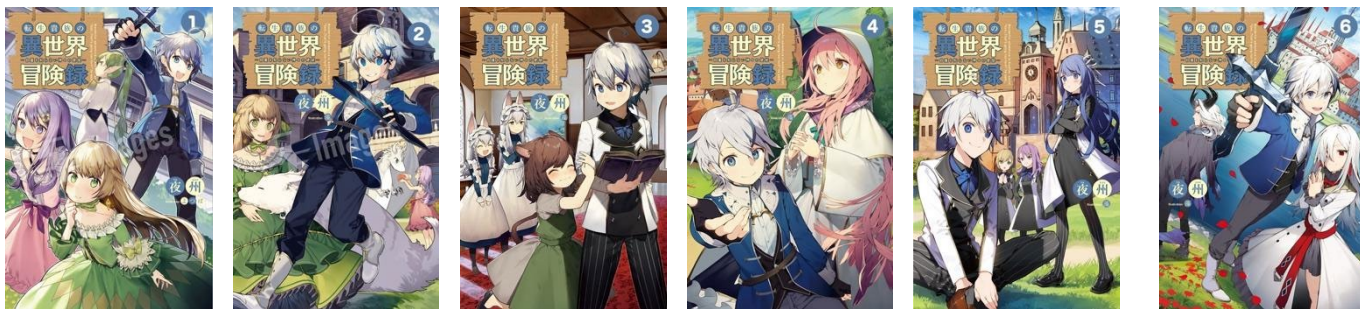 1
転生貴族の
異世界
冒険録
夜州
ages
2
転生貴族の
異世界
冒険録
夜州
Imag
3
転生貴族の
異世界
冒険録
夜州
4
転生貴族の
異世界
冒険録
夜州
5
転生貴族の
異世界
冒険録
夜州
6
転生貴族の
異世界
冒険録
夜州